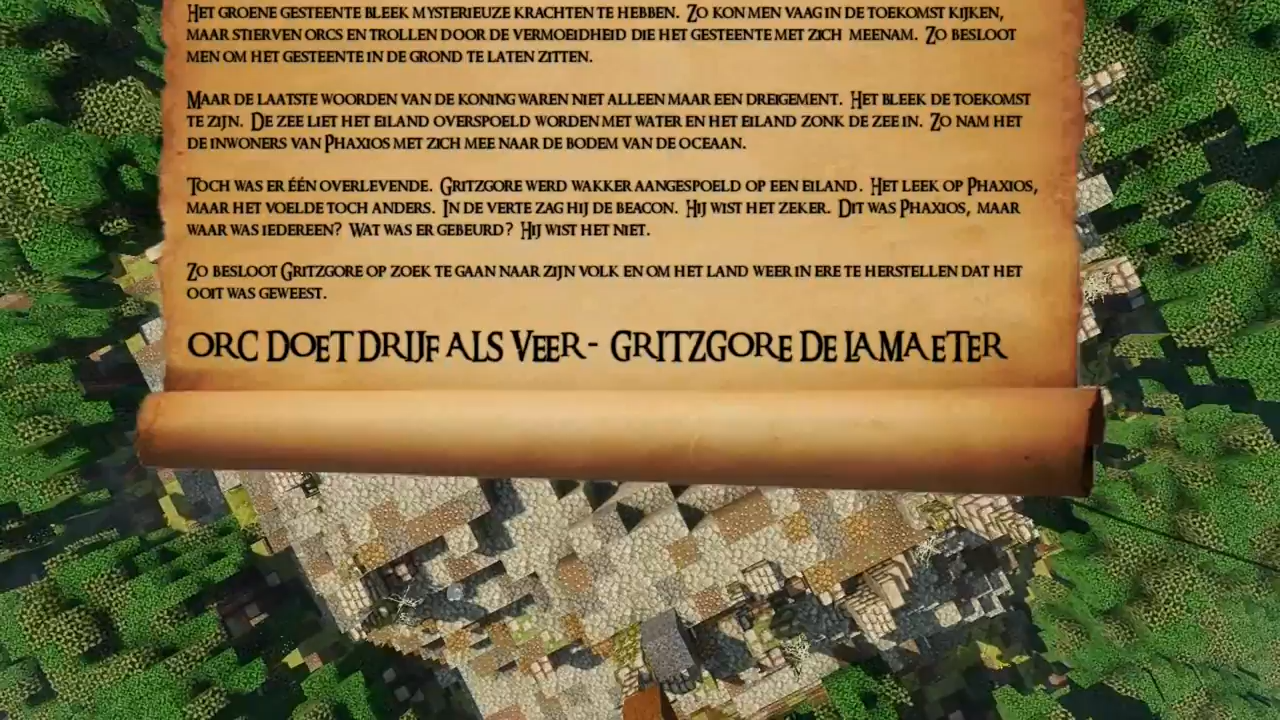 Het groene gesteente bleek mysterieuze krachten te hebben. Zo kon men vaag in de toekomst kijken,
maar stierven orcs en trollen door de vermoeidheid die het gesteente met zich meenam. Zo besloot
men om het gesteente in de grond te laten zitten.
Maar de laatste woorden van de koning waren niet alleen maar een dreigement. Het bleek de toekomst
te zijn. De zee liet het eiland overspoeld worden met water en het eiland zonk de zee in. Zo nam het
de inwoners van Phaxios met zich mee naar de bodem van de oceaan.
Toch was er één overlevende. Gritzgore werd wakker aangespoeld op een eiland. Het leek op Phaxios,
maar het voelde toch anders. In de verte zag hij de beacon. Hij wist het zeker. Dit was Phaxios, maar
waar was iedereen? Wat was er gebeurd? Hij wist het niet.
Zo besloot Gritzgore op zoek te gaan naar zijn volk en om het land weer in ere te herstellen dat het
ooit was geweest.
orc Doet Drijf als Veer - Gritzgore De lamaeter